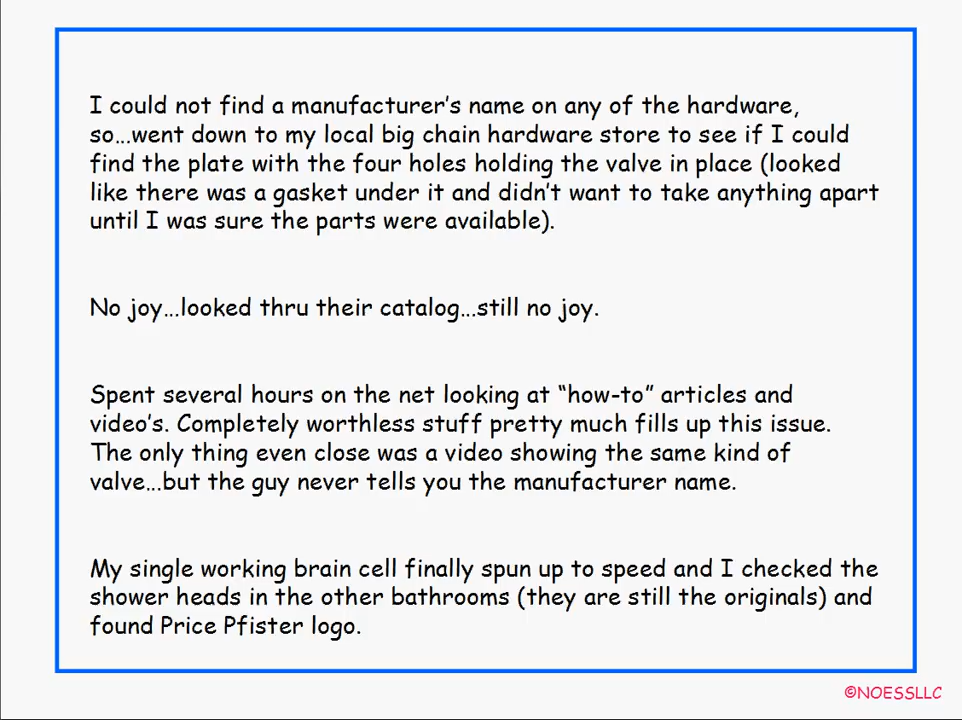 I could not find a manufacturer's name on any of the hardware,
so...went down to my local big chain hardware store to see if I could
find the plate with the four holes holding the valve in place (looked
like there was a gasket under it and didn't want to take anything apart
until I was sure the parts were available).
No joy...looked thru their catalog...still no joy.
Spent several hours on the net looking at “how-to” articles and
video's. Completely worthless stuff pretty much fills up this issue.
The only thing even close was a video showing the same kind of
valve...but the guy never tells you the manufacturer name.
My single working brain cell finally spun up to speed and I checked the
shower heads in the other bathrooms (they are still the originals) and
found Price Pfister logo.
©NOESSLLC